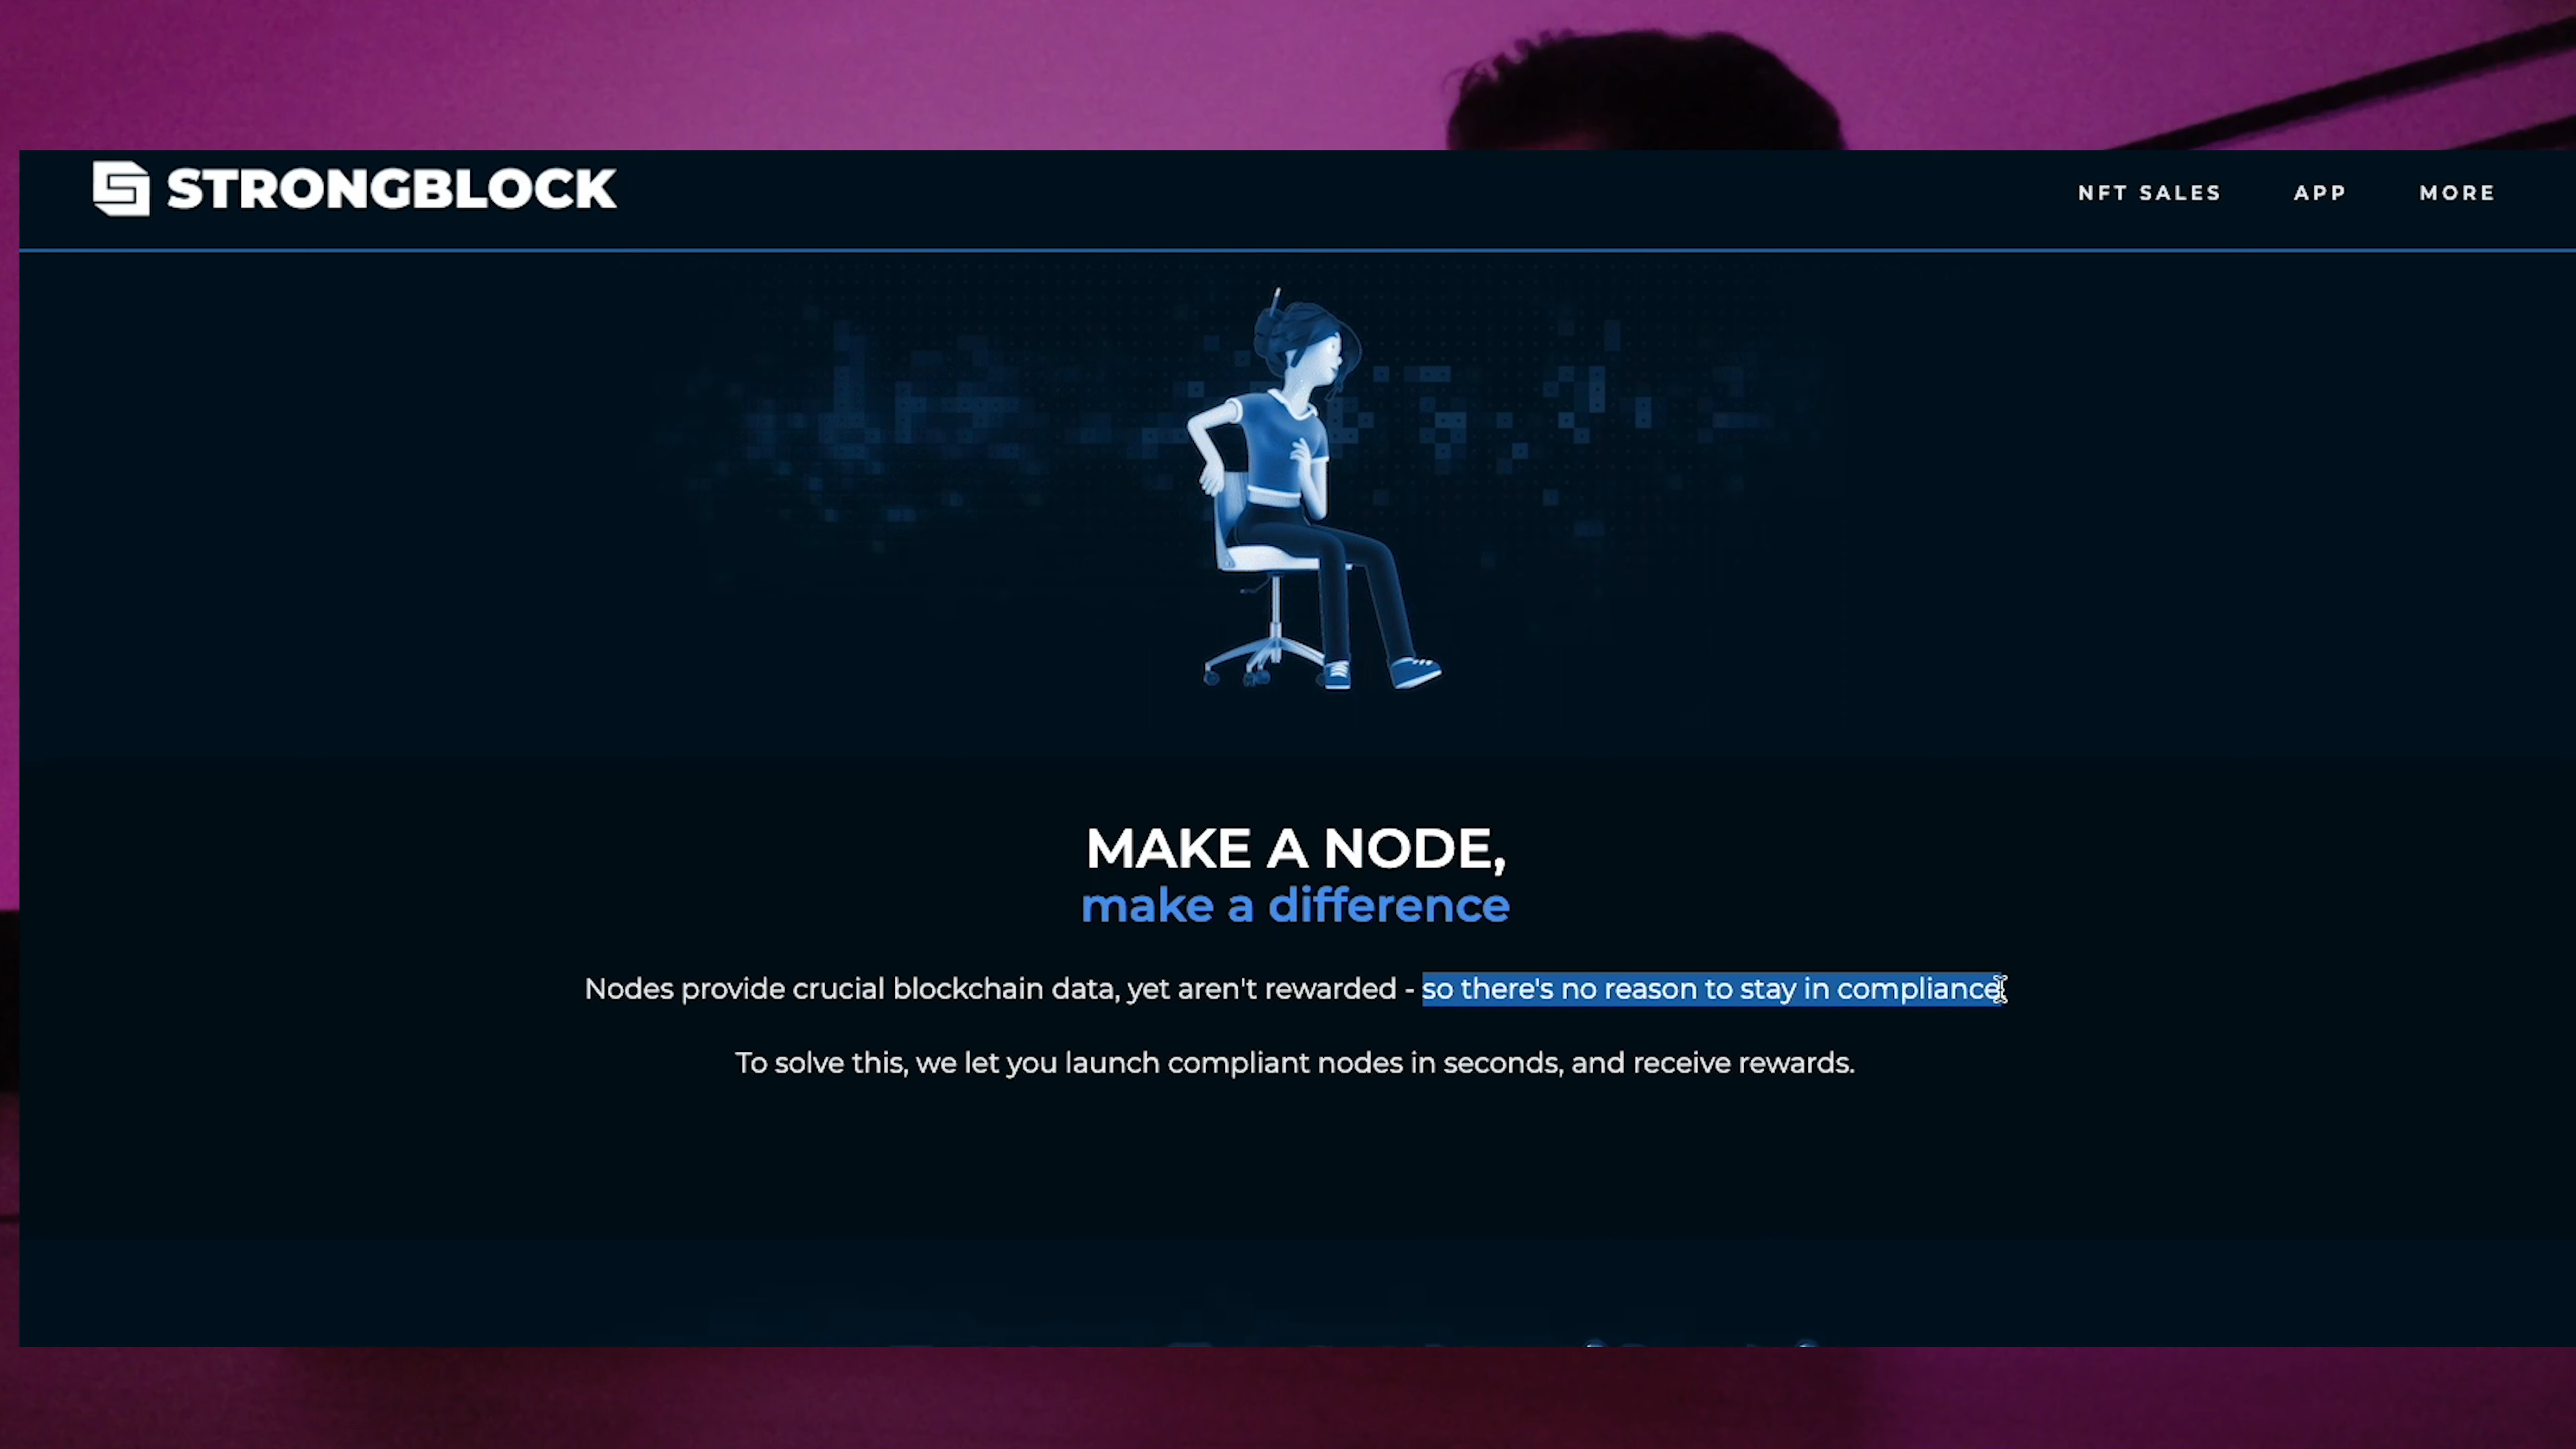 STRONGBLOCK
NFT SALES APP MORE
MAKE A NODE,
make a difference
Nodes provide crucial blockchain data, yet aren't rewarded - so there's no reason to stay in compliance.
To solve this, we let you launch compliant nodes in seconds, and receive rewards.